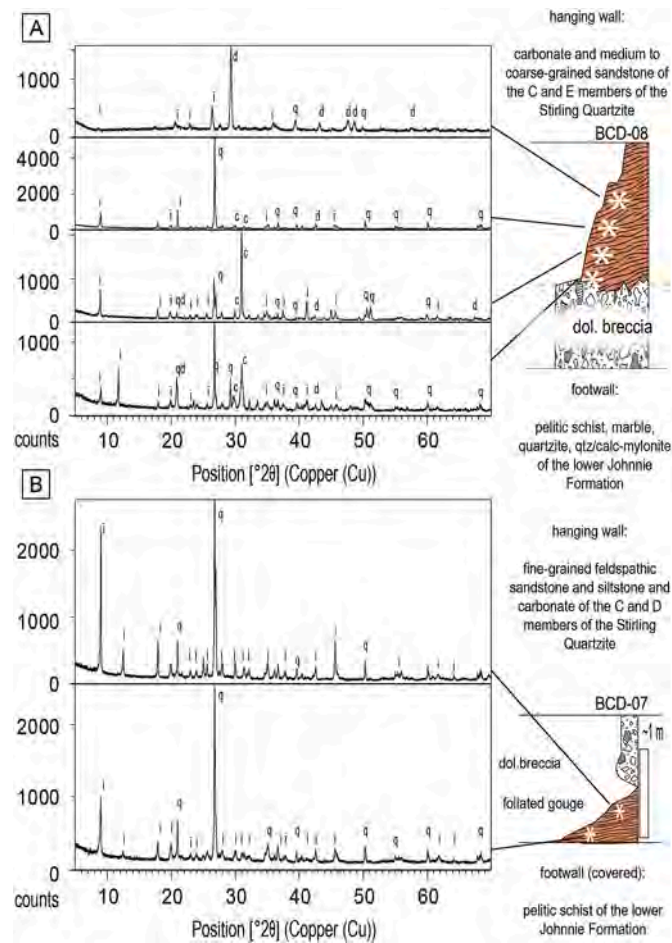 A
1000
0
i
i
i
i
d
i
q
d
d
d
q
d
4000
2000
0
i
i
i
q
c
c
i
q
q
d
i
q
q
q
q
1000
0
i
i
i
q
d
i
i
i
q
c
c
i
q
i
q
d
i
i
q
q
q
i
d
1000
0
i
i
i
i
q
d
i
q
q
c
c
i
q
i
q
d
i
q
q
q
q
counts
10 20 30 40 50 60
Position [°2θ] (Copper (Cu))
hanging wall:
carbonate and medium to
coarse-grained sandstone of
the C and E members of the
Stirling Quartzite
BCD-08
dol. breccia
footwall:
pelitic schist, marble,
quartzite, qtz/calc-mylonite
of the lower Johnnie
Formation
B
2000
1000
0
i
i
i
i
q
i
i
i
q
i
i
i
i
i
i
q
i
i
q
i
i
i
2000
1000
0
i
i
i
i
q
i
i
q
i
i
i
i
q
i
i
q
i
i
i
q
q
q
i
i
q
counts
10 20 30 40 50 60
Position [°2θ] (Copper (Cu))
hanging wall:
fine-grained feldspathic
sandstone and siltstone and
carbonate of the C and D
members of the Stirling
Quartzite
BCD-07
~1 m
dol.breccia
foliated gouge
footwall (covered):
pelitic schist of the lower
Johnnie Formation